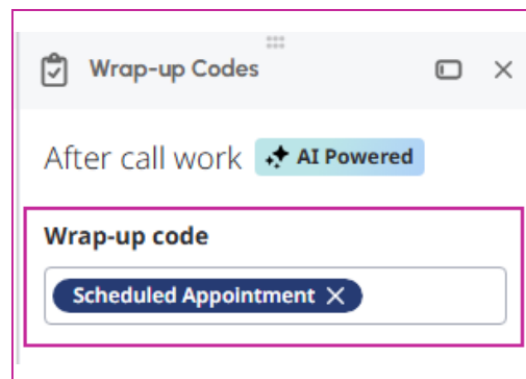 Wrap-up Codes
After call work AI Powered
Wrap-up code
Scheduled Appointment